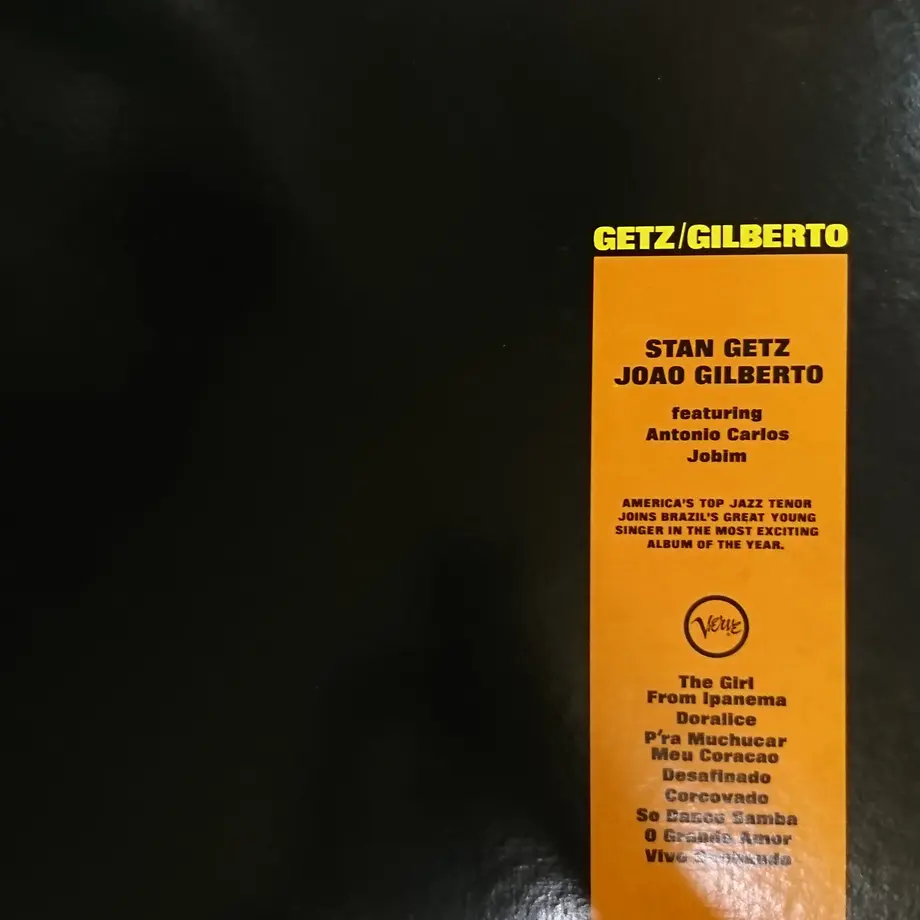 GETZ/GILBERTO
STAN GETZ
JOAO GILBERTO
featuring
Antonio Carlos
Jobim
AMERICA'S TOP JAZZ TENOR
JOINS BRAZIL'S GREAT YOUNG
SINGER IN THE MOST EXCITING
ALBUM OF THE YEAR.
Verve
The Girl
From Ipanema
Doralice
P'ra Muchucar
Meu Coracao
Desafinado
Corcovado
So Danco Samba
O Grande Amor
Vivo